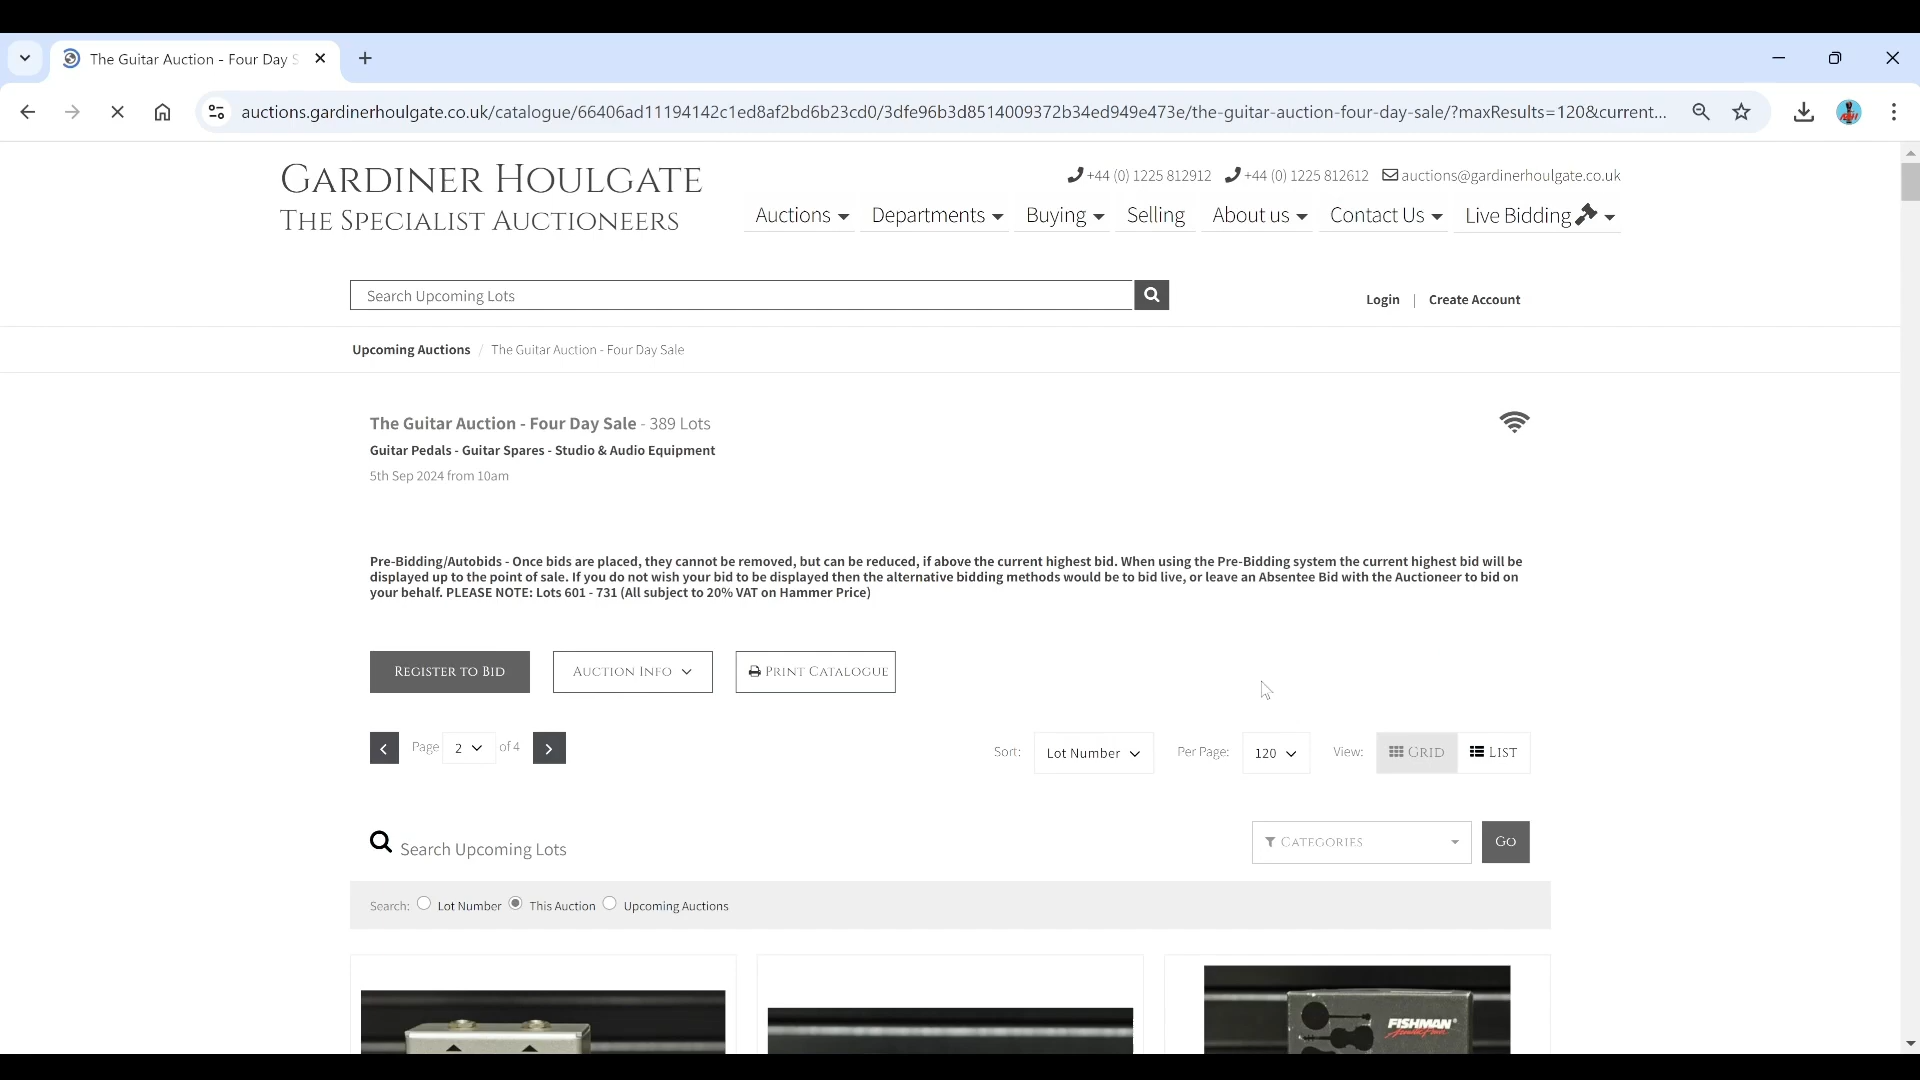 The Guitar Auction - Four Day S
auctions.gardinerhoulgate.co.uk/catalogue/66406ad11194142c1ed8af2bd6b23cd0/3dfe96b3d8514009372b34ed949e473e/the-guitar-auction-four-day-sale/?maxResults=120&current...
GARDINER HOULGATE
THE SPECIALIST AUCTIONEERS
+44 (0) 1225 812912 +44 (0) 1225 812612 auctions@gardinerhoulgate.co.uk
Auctions Departments Buying Selling About us Contact Us Live Bidding
Search Upcoming Lots
Login | Create Account
Upcoming Auctions / The Guitar Auction - Four Day Sale
The Guitar Auction - Four Day Sale - 389 Lots
Guitar Pedals - Guitar Spares - Studio & Audio Equipment
5th Sep 2024 from 10am
Pre-Bidding/Autobids - Once bids are placed, they cannot be removed, but can be reduced, if above the current highest bid. When using the Pre-Bidding system the current highest bid will be
displayed up to the point of sale. If you do not wish your bid to be displayed then the alternative bidding methods would be to bid live, or leave an Absentee Bid with the Auctioneer to bid on
your behalf. PLEASE NOTE: Lots 601 - 731 (All subject to 20% VAT on Hammer Price)
REGISTER TO BID AUCTION INFO PRINT CATALOGUE
Page 2 of 4 Sort: Lot Number Per Page: 120 View: GRID LIST
Search Upcoming Lots CATEGORIES GO
Search: Lot Number This Auction Upcoming Auctions
FISHMAN